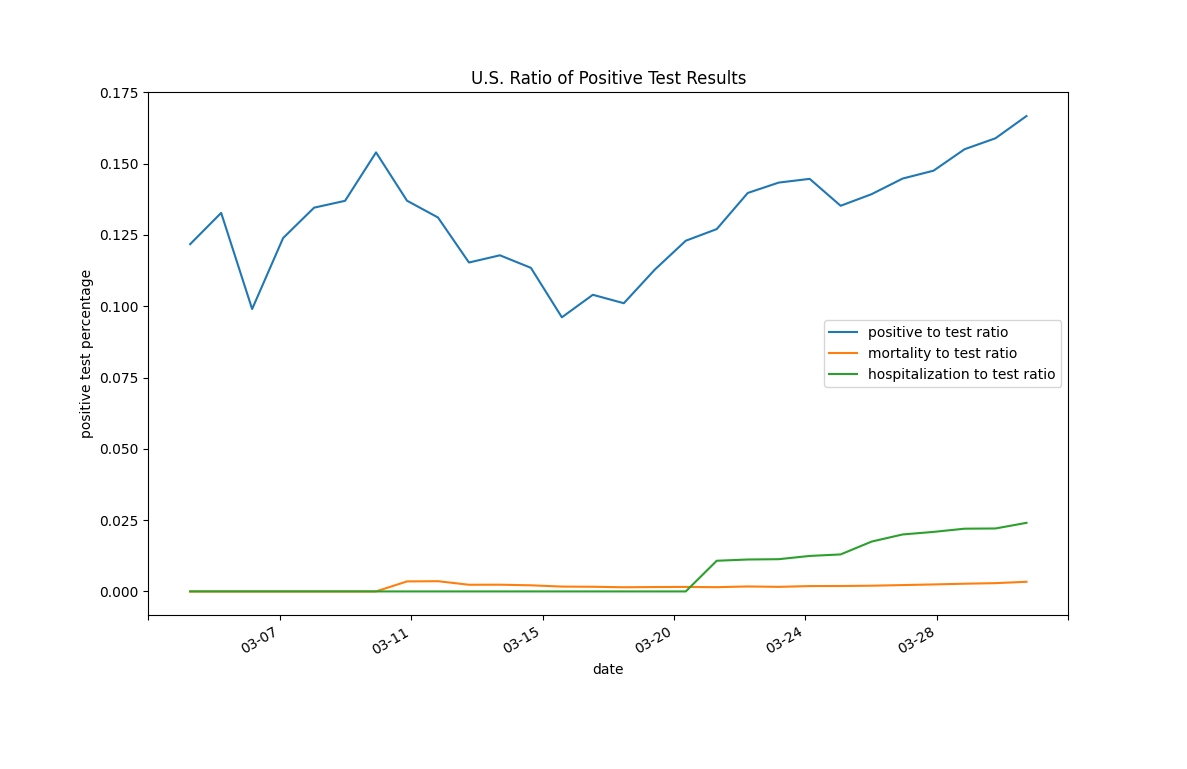 U.S. Ratio of Positive Test Results
0.175
0.150
0.125
0.100
0.075
0.050
0.025
0.000
positive test percentage
positive to test ratio
mortality to test ratio
hospitalization to test ratio
03-07
03-11
03-15
03-20
03-24
03-28
date